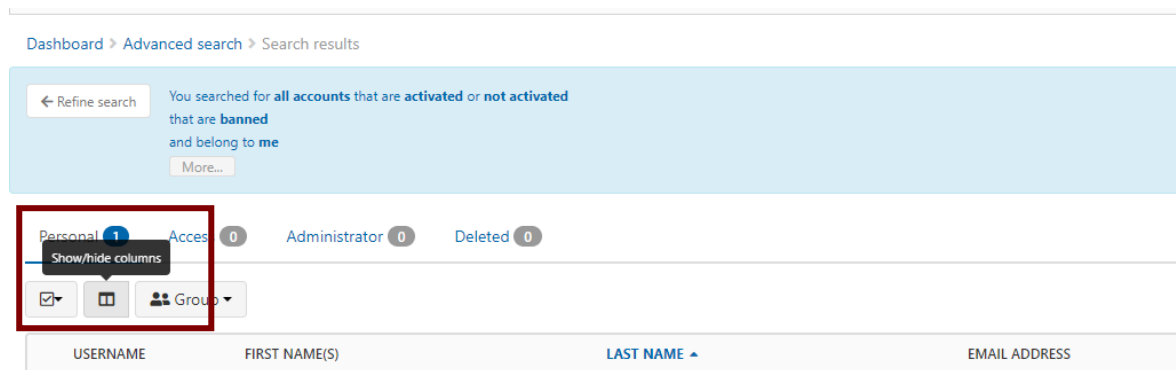 Dashboard > Advanced search > Search results
← Refine search
You searched for all accounts that are activated or not activated
that are banned
and belong to me
More...
Personal 1 Acces 0 Administrator 0 Deleted 0
Show/hide columns
Group
USERNAME FIRST NAME(S) LAST NAME EMAIL ADDRESS